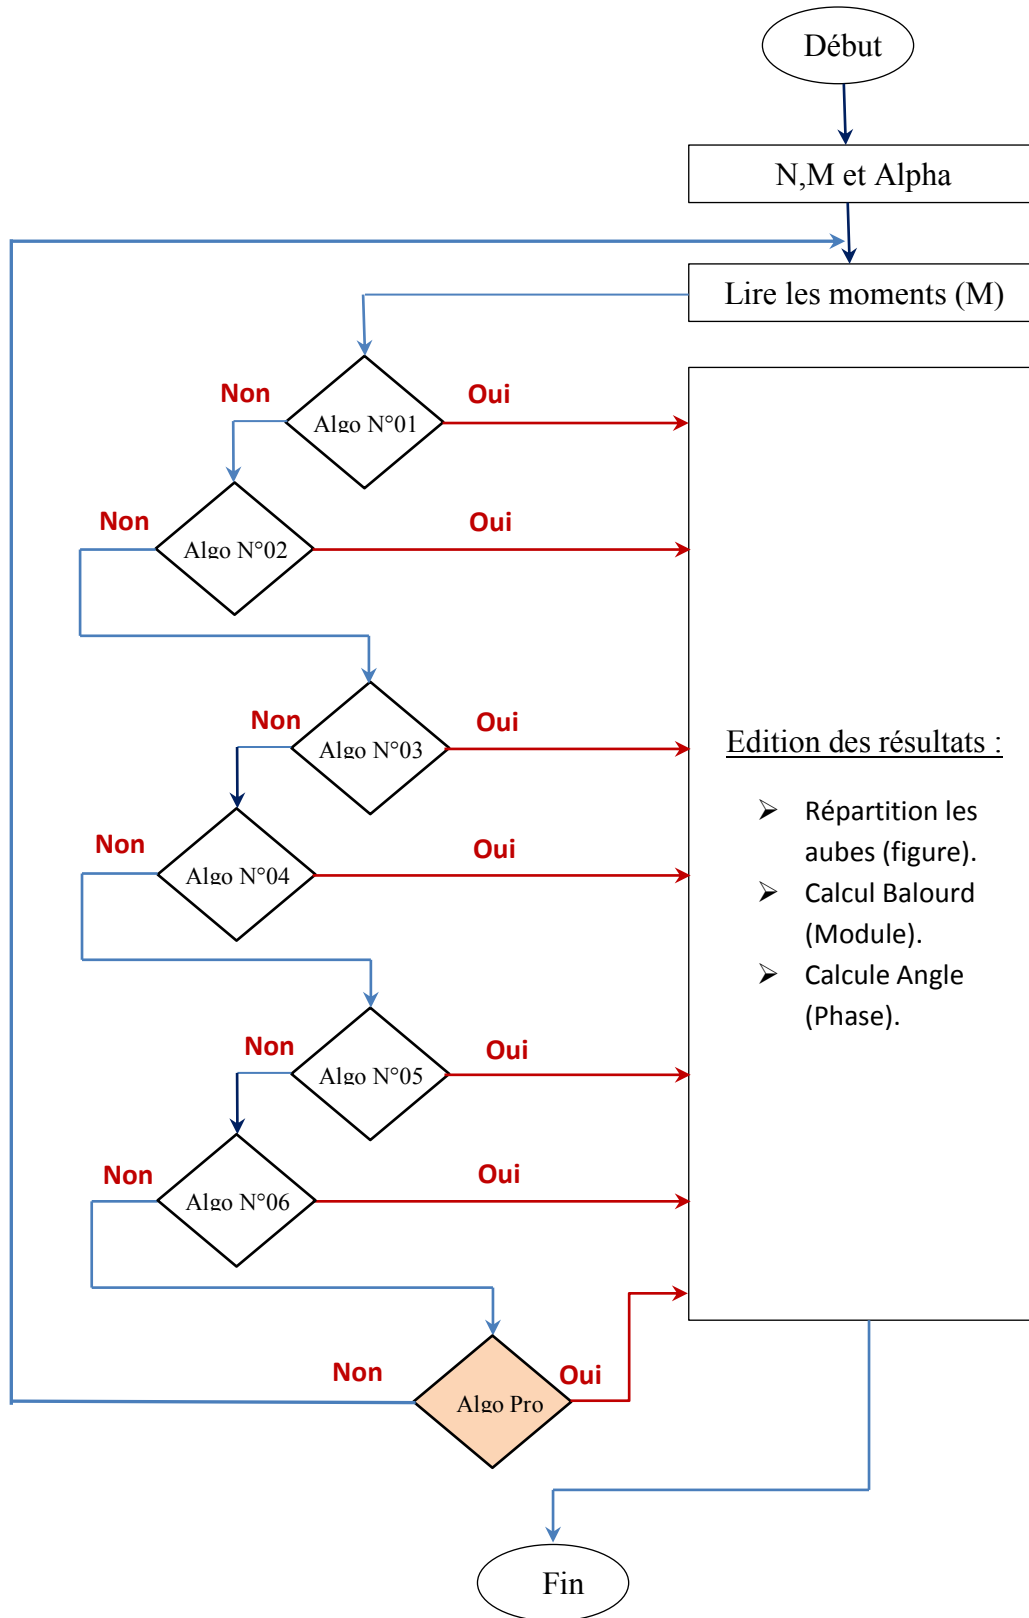 Début
N,M et Alpha
Lire les moments (M)
Non
Oui
Algo N°01
Non
Oui
Algo N°02
Non
Oui
Algo N°03
Non
Oui
Algo N°04
Non
Oui
Algo N°05
Non
Oui
Algo N°06
Non
Oui
Algo Pro
Edition des résultats :
➢ Répartition les
aubes (figure).
➢ Calcul Balourd
(Module).
➢ Calcule Angle
(Phase).
Fin